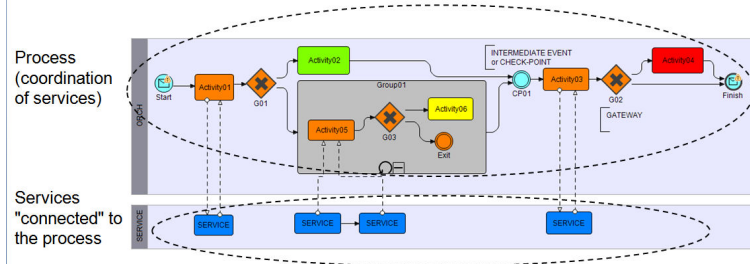 Process
(coordination
of services)
ORCH
Start
Activity01
G01
Activity02
Group01
Activity05
G03
Activity06
Exit
INTERMEDIATE EVENT
or CHECK-POINT
CP01
Activity03
G02
GATEWAY
Activity04
Finish
Services
"connected" to
the process
SERVICE
SERVICE
SERVICE
SERVICE
SERVICE